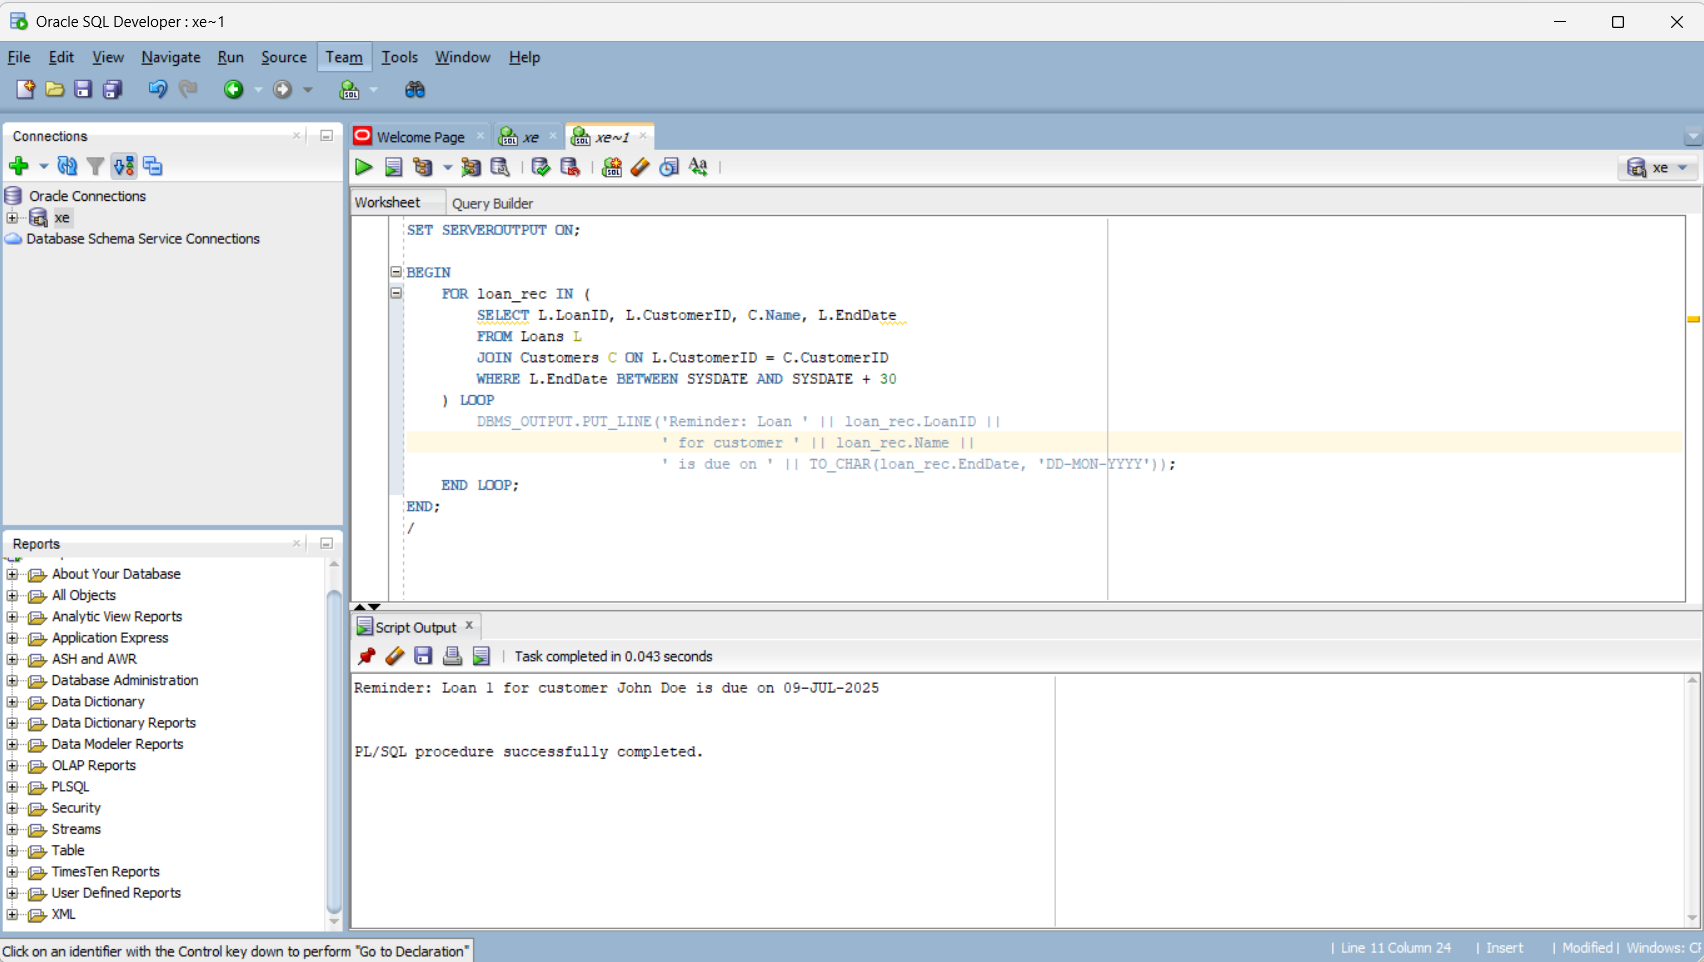 Oracle SQL Developer : xe~1
File Edit View Navigate Run Source Team Tools Window Help
Connections
Oracle Connections
xe
Database Schema Service Connections
Reports
About Your Database
All Objects
Analytic View Reports
Application Express
ASH and AWR
Database Administration
Data Dictionary
Data Dictionary Reports
Data Modeler Reports
OLAP Reports
PLSQL
Security
Streams
Table
TimesTen Reports
User Defined Reports
XML
Welcome Page xe xe~1
xe
Worksheet Query Builder
SET SERVEROUTPUT ON;
BEGIN
FOR loan_rec IN (
SELECT L.LoanID, L.CustomerID, C.Name, L.EndDate
FROM Loans L
JOIN Customers C ON L.CustomerID = C.CustomerID
WHERE L.EndDate BETWEEN SYSDATE AND SYSDATE + 30
) LOOP
DBMS_OUTPUT.PUT_LINE('Reminder: Loan ' || loan_rec.LoanID ||
' for customer ' || loan_rec.Name ||
' is due on ' || TO_CHAR(loan_rec.EndDate, 'DD-MON-YYYY'));
END LOOP;
END;
/
Script Output
Task completed in 0.043 seconds
Reminder: Loan 1 for customer John Doe is due on 09-JUL-2025
PL/SQL procedure successfully completed.
Click on an identifier with the Control key down to perform "Go to Declaration"
| Line 11 Column 24 | Insert | Modified | Windows: